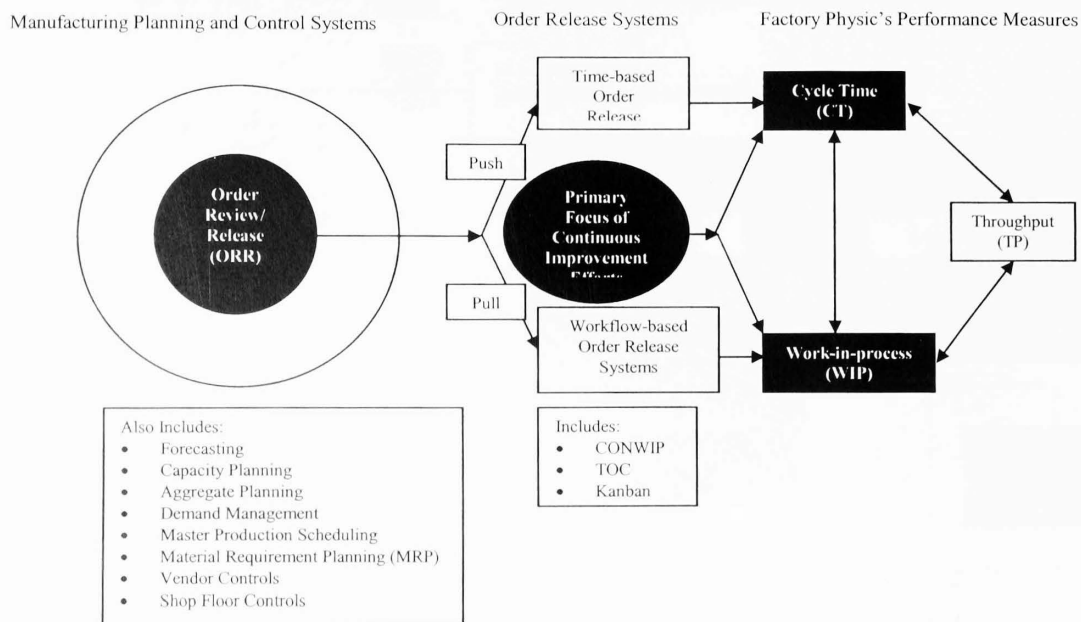 Manufacturing Planning and Control Systems
Order Release Systems
Factory Physic's Performance Measures
Order
Review/
Release
(ORR)
Push
Pull
Time-based
Order
Release
Primary
Focus of
Continuous
Improvement
Efforts
Workflow-based
Order Release
Systems
Cycle Time
(CT)
Work-in-process
(WIP)
Throughput
(TP)
Also Includes:
• Forecasting
• Capacity Planning
• Aggregate Planning
• Demand Management
• Master Production Scheduling
• Material Requirement Planning (MRP)
• Vendor Controls
• Shop Floor Controls
Includes:
• CONWIP
• TOC
• Kanban